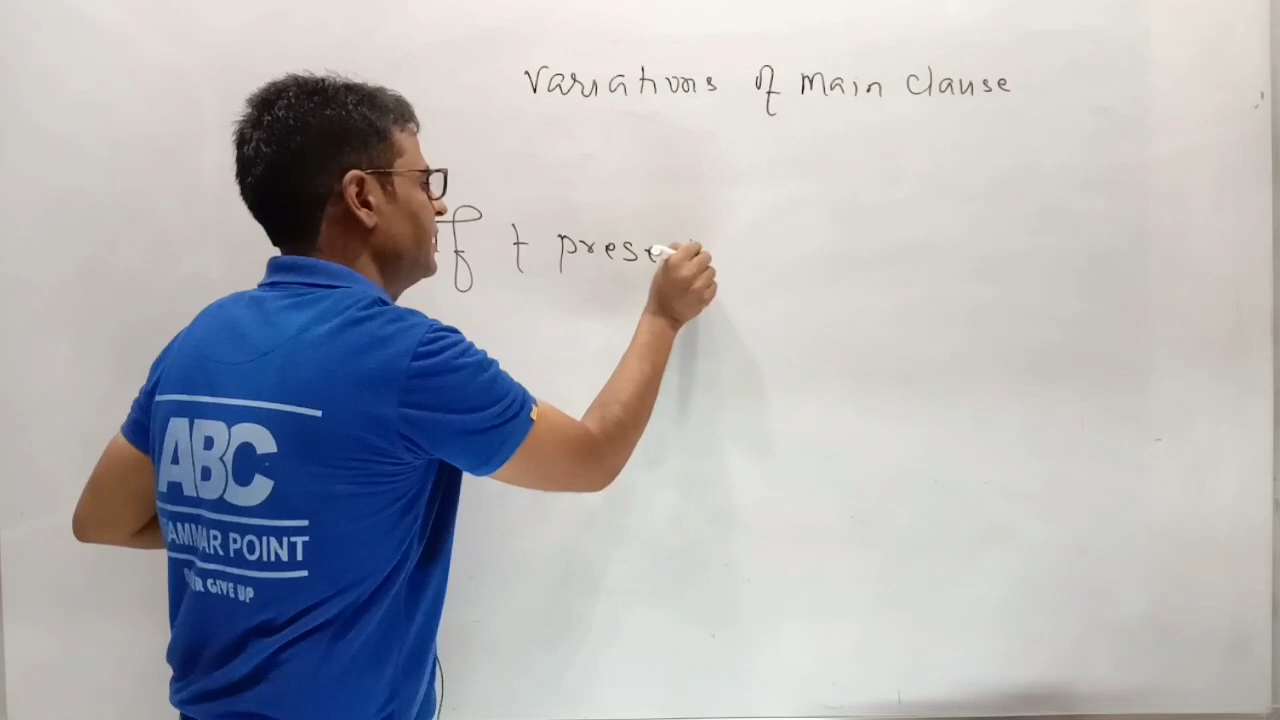 Variations of Main Clause
If + prese
ABC
GRAMMAR POINT
GIVE UP